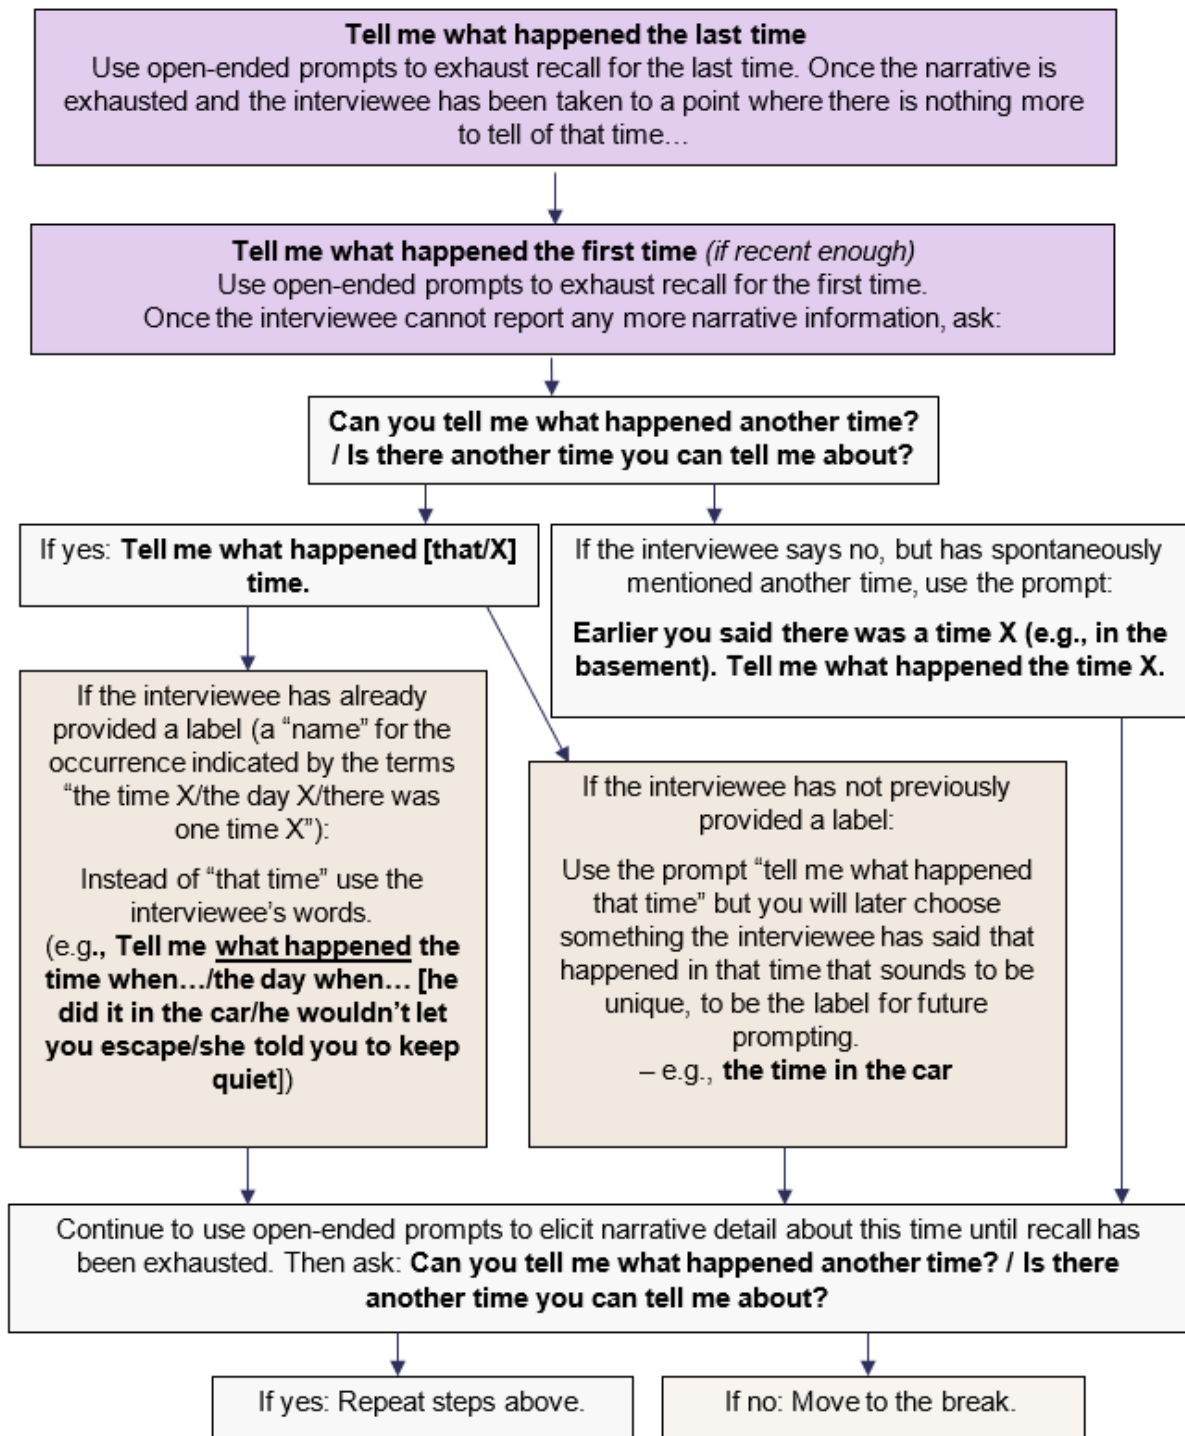 Tell me what happened the last time
Use open-ended prompts to exhaust recall for the last time. Once the narrative is
exhausted and the interviewee has been taken to a point where there is nothing more
to tell of that time…
Tell me what happened the first time (if recent enough)
Use open-ended prompts to exhaust recall for the first time.
Once the interviewee cannot report any more narrative information, ask:
Can you tell me what happened another time?
/ Is there another time you can tell me about?
If yes: Tell me what happened [that/X]
time.
If the interviewee says no, but has spontaneously
mentioned another time, use the prompt:
Earlier you said there was a time X (e.g., in the
basement). Tell me what happened the time X.
If the interviewee has already
provided a label (a “name” for the
occurrence indicated by the terms
“the time X/the day X/there was
one time X”):
Instead of “that time” use the
interviewee’s words.
(e.g., Tell me what happened the
time when…/the day when… [he
did it in the car/he wouldn’t let
you escape/she told you to keep
quiet])
If the interviewee has not previously
provided a label:
Use the prompt “tell me what happened
that time” but you will later choose
something the interviewee has said that
happened in that time that sounds to be
unique, to be the label for future
prompting.
– e.g., the time in the car
Continue to use open-ended prompts to elicit narrative detail about this time until recall has
been exhausted. Then ask: Can you tell me what happened another time? / Is there
another time you can tell me about?
If yes: Repeat steps above.
If no: Move to the break.